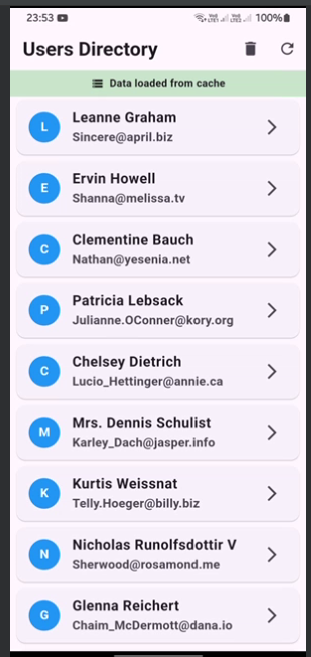 23:53 100%
Users Directory
Data loaded from cache
L
Leanne Graham
Sincere@april.biz
E
Ervin Howell
Shanna@melissa.tv
C
Clementine Bauch
Nathan@yesenia.net
P
Patricia Lebsack
Julianne.OConner@kory.org
C
Chelsey Dietrich
Lucio_Hettinger@annie.ca
M
Mrs. Dennis Schulist
Karley_Dach@jasper.info
K
Kurtis Weissnat
Telly.Hoeger@billy.biz
N
Nicholas Runolfsdottir V
Sherwood@rosamond.me
G
Glenna Reichert
Chaim_McDermott@dana.io